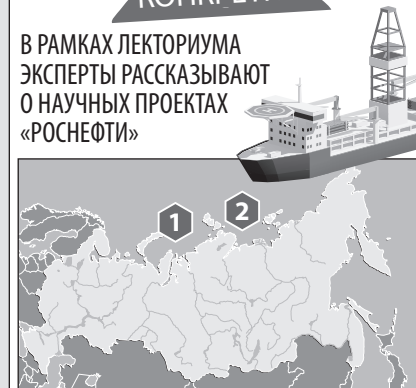 В РАМКАХ ЛЕКТОРИУМА
ЭКСПЕРТЫ РАССКАЗЫВАЮТ
О НАУЧНЫХ ПРОЕКТАХ
«РОСНЕФТИ»
1
2